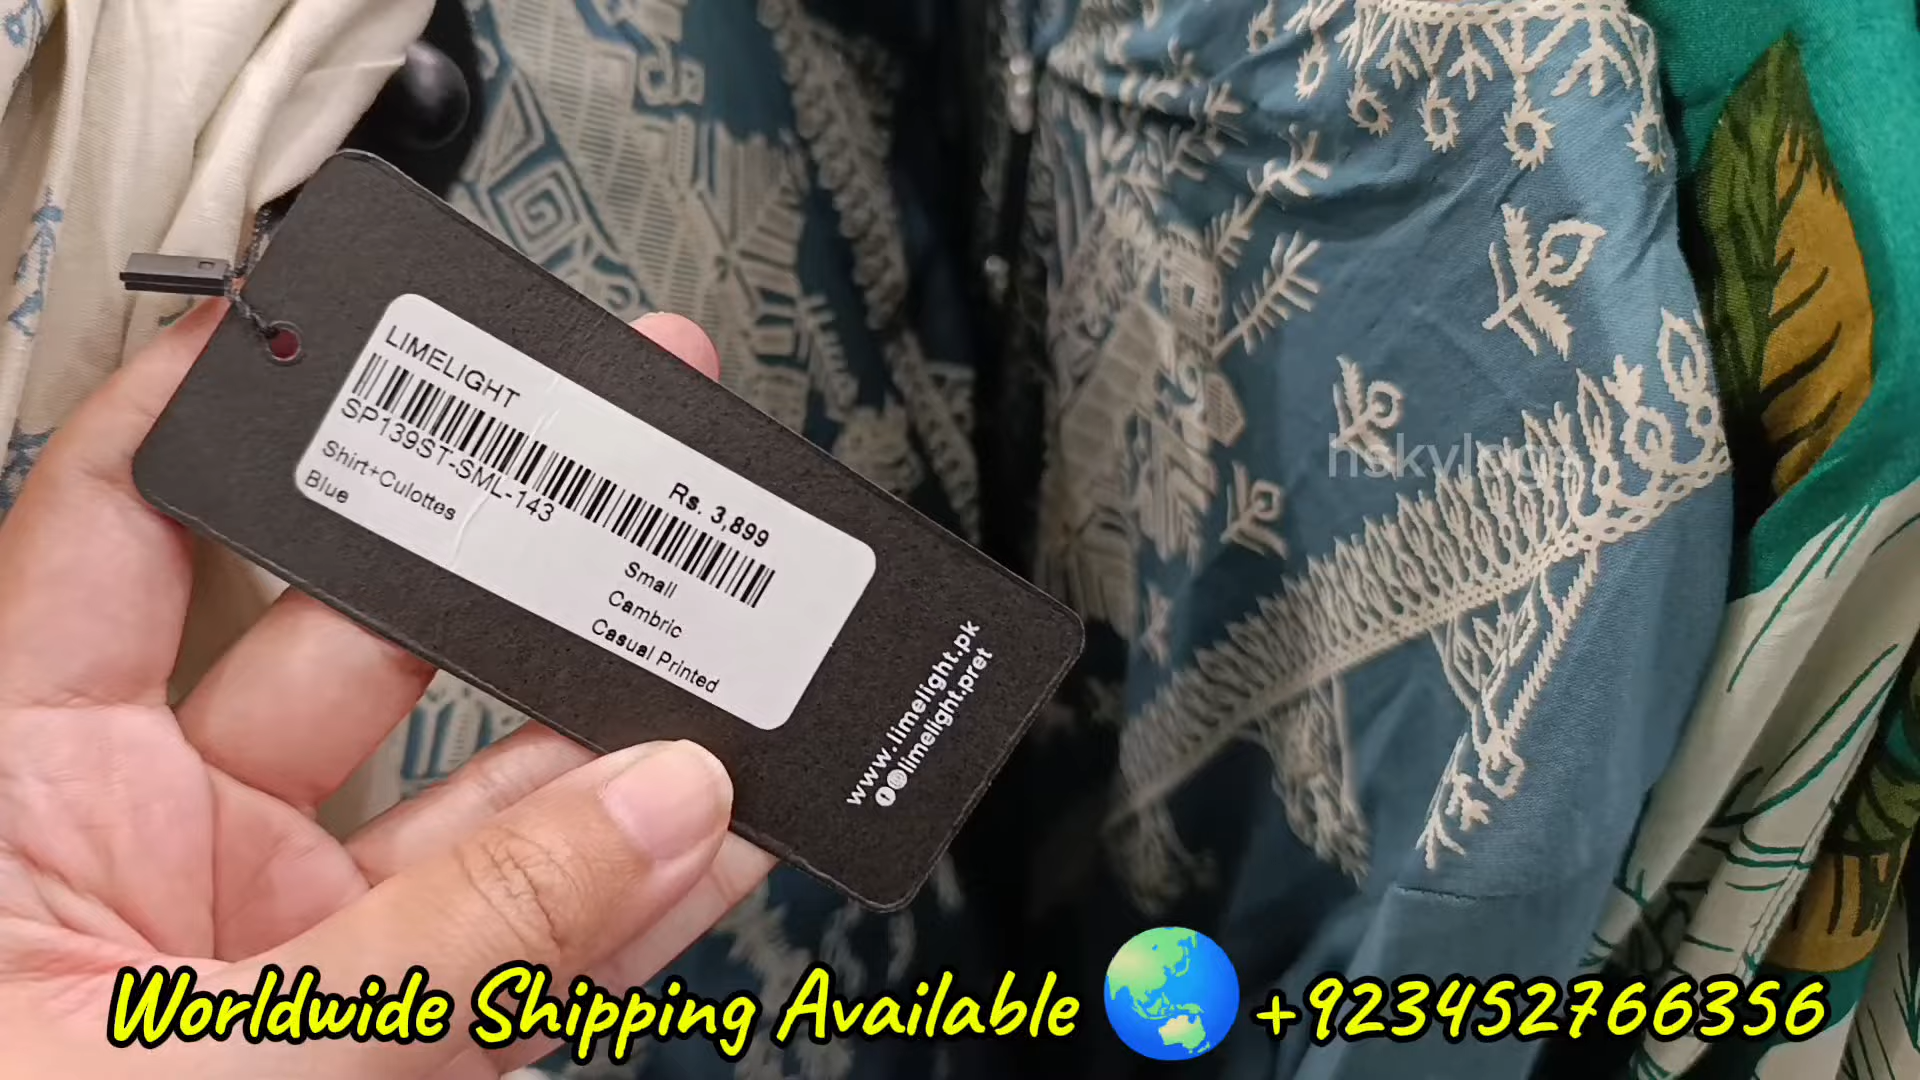 LIMELIGHT
Rs. 3,899
SP139ST-SML-143
Shirt+Culottes
Blue
Small
Cambric
Casual Printed
www.limelight.pk
limelight.pret
hskylogs
Worldwide Shipping Available +923452766356